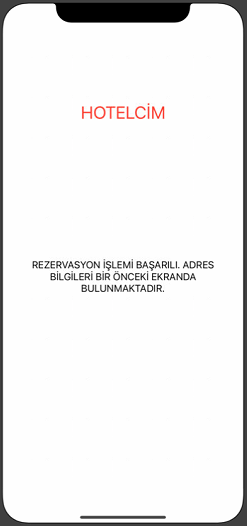 HOTELCİM
REZERVASYON İŞLEMİ BAŞARILI. ADRES
BİLGİLERİ BİR ÖNCEKİ EKRANDA
BULUNMAKTADIR.